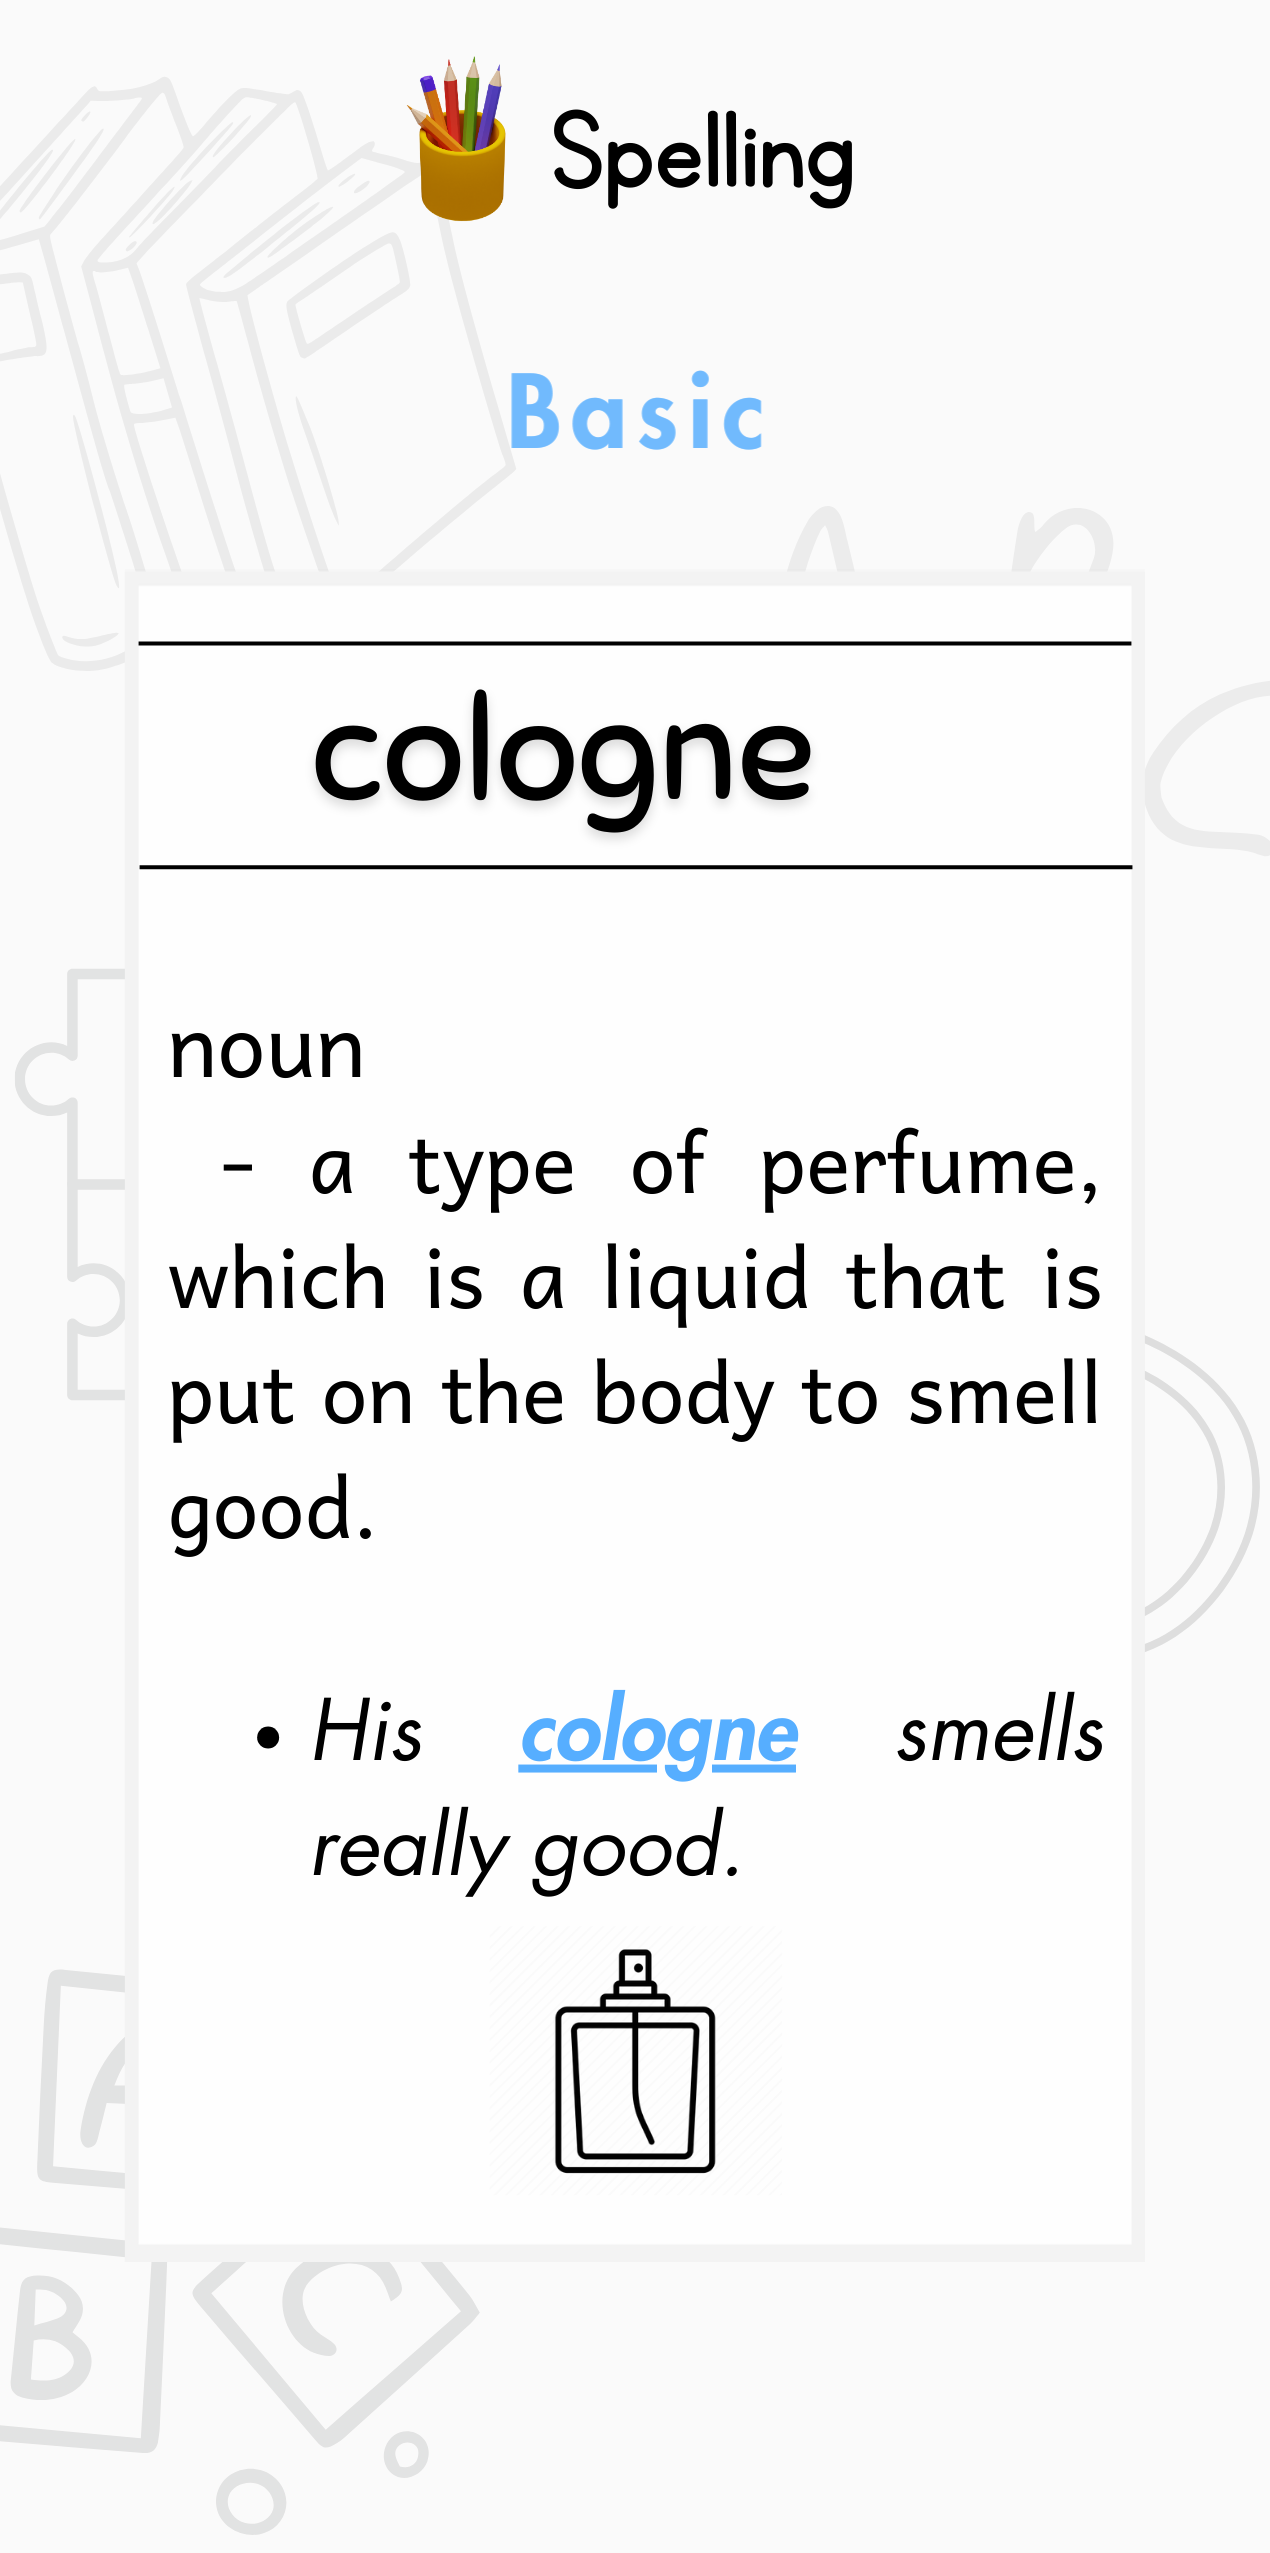 Spelling
Basic
cologne
noun
- a type of perfume,
which is a liquid that is
put on the body to smell
good.
• His cologne smells
really good.
A
B
C